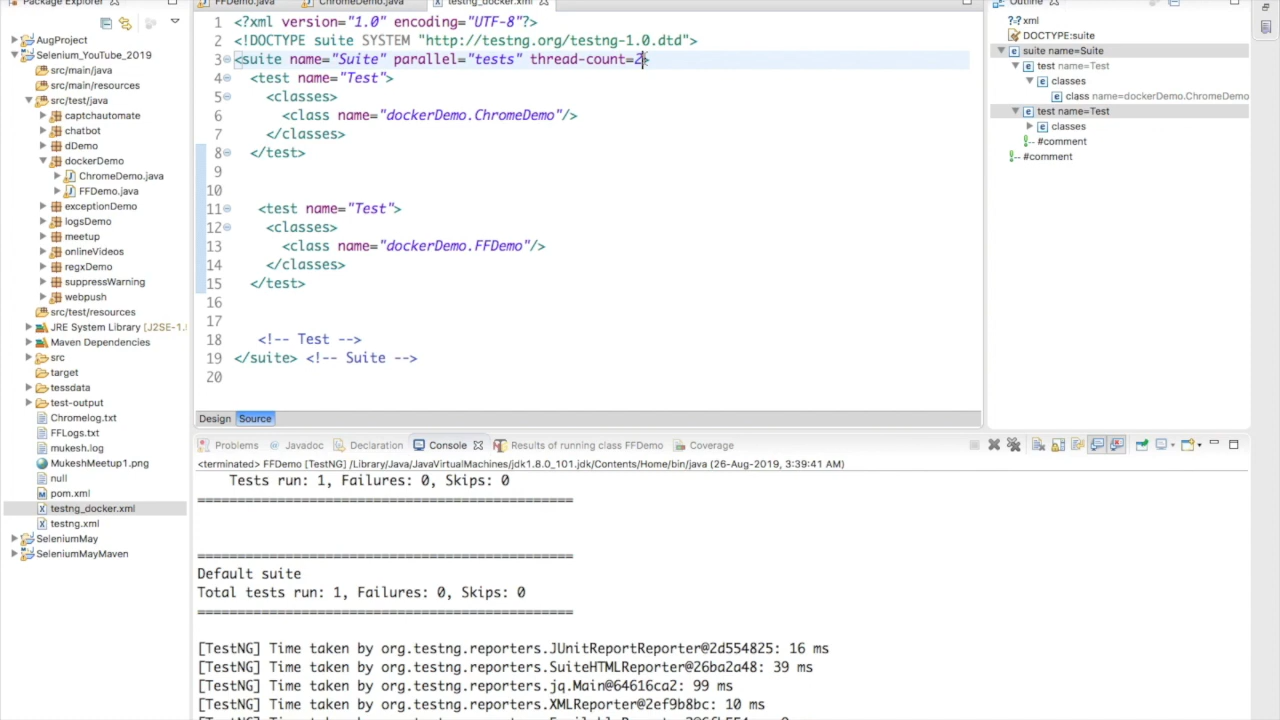 Package Explorer
FFDemo.java
ChromeDemo.java
testng_docker.xml
Outline
AugProject
Selenium_YouTube_2019
src/main/java
src/main/resources
src/test/java
captchautomate
chatbot
dDemo
dockerDemo
ChromeDemo.java
FFDemo.java
exceptionDemo
logsDemo
meetup
onlineVideos
regxDemo
suppressWarning
webpush
src/test/resources
JRE System Library [J2SE-1.
Maven Dependencies
src
target
tessdata
test-output
Chromelog.txt
FFLogs.txt
mukesh.log
MukeshMeetup1.png
null
pom.xml
testng_docker.xml
testng.xml
SeleniumMay
SeleniumMayMaven
1 <?xml version="1.0" encoding="UTF-8"?>
2 <!DOCTYPE suite SYSTEM "http://testng.org/testng-1.0.dtd">
3 <suite name="Suite" parallel="tests" thread-count=2>
4 <test name="Test">
5 <classes>
6 <class name="dockerDemo.ChromeDemo"/>
7 </classes>
8 </test>
9
10
11 <test name="Test">
12 <classes>
13 <class name="dockerDemo.FFDemo"/>
14 </classes>
15 </test>
16
17
18 <!-- Test -->
19 </suite> <!-- Suite -->
20
Design Source
xml
DOCTYPE:suite
suite name=Suite
test name=Test
classes
class name=dockerDemo.ChromeDemo
test name=Test
classes
#comment
#comment
Problems Javadoc Declaration Console Results of running class FFDemo Coverage
<terminated> FFDemo [TestNG] /Library/Java/JavaVirtualMachines/jdk1.8.0_101.jdk/Contents/Home/bin/java (26-Aug-2019, 3:39:41 AM)
Tests run: 1, Failures: 0, Skips: 0
===============================================
===============================================
Default suite
Total tests run: 1, Failures: 0, Skips: 0
===============================================
[TestNG] Time taken by org.testng.reporters.JUnitReportReporter@2d554825: 16 ms
[TestNG] Time taken by org.testng.reporters.SuiteHTMLReporter@26ba2a48: 39 ms
[TestNG] Time taken by org.testng.reporters.jq.Main@64616ca2: 99 ms
[TestNG] Time taken by org.testng.reporters.XMLReporter@2ef9b8bc: 10 ms